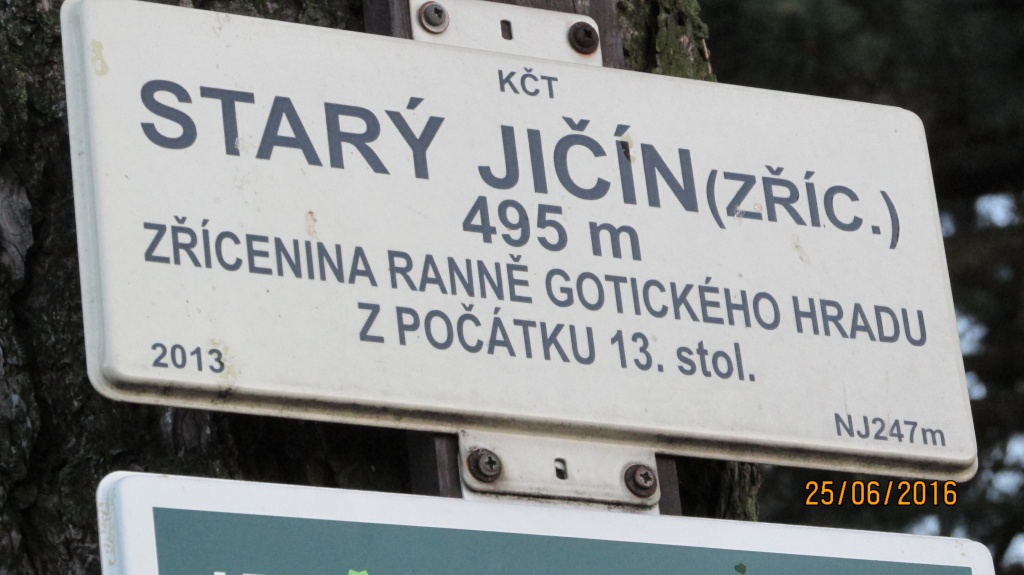 KČT
STARÝ JIČÍN (ZŘÍC.)
495 m
ZŘÍCENINA RANNĚ GOTICKÉHO HRADU
Z POČÁTKU 13. stol.
2013
NJ247m
25/06/2016